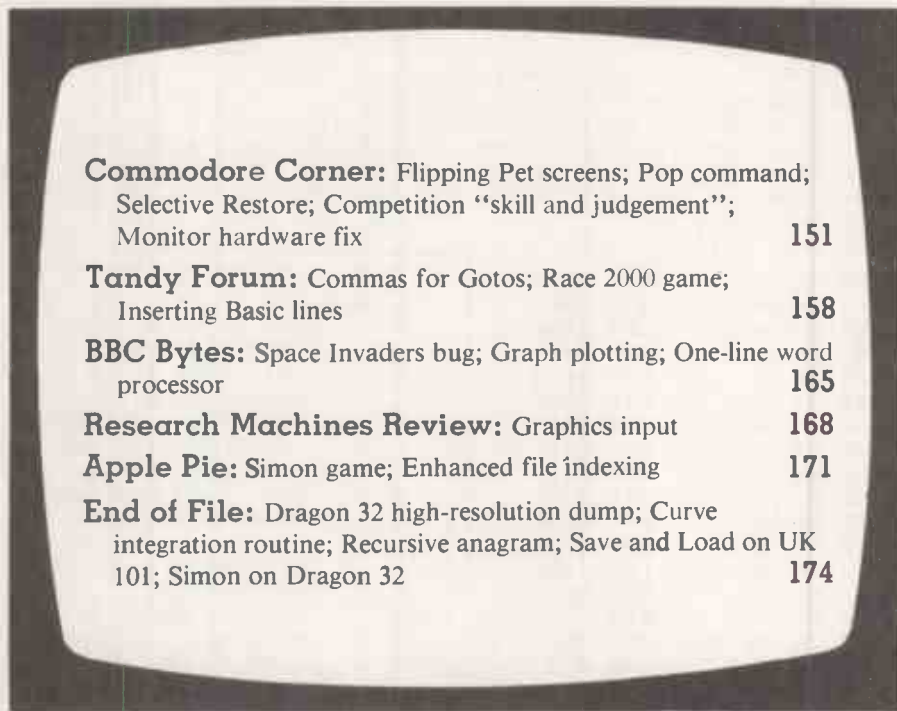 Commodore Corner: Flipping Pet screens; Pop command;
Selective Restore; Competition “skill and judgement”;
Monitor hardware fix 151
Tandy Forum: Commas for Gotos; Race 2000 game;
Inserting Basic lines 158
BBC Bytes: Space Invaders bug; Graph plotting; One-line word
processor 165
Research Machines Review: Graphics input 168
Apple Pie: Simon game; Enhanced file indexing 171
End of File: Dragon 32 high-resolution dump; Curve
integration routine; Recursive anagram; Save and Load on UK
101; Simon on Dragon 32 174